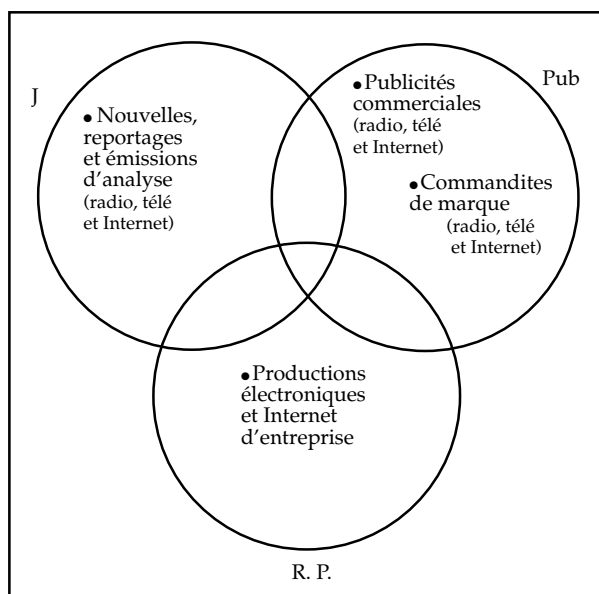 J
● Nouvelles,
reportages
et émissions
d’analyse
(radio, télé
et Internet)
● Publicités
commerciales
(radio, télé
et Internet)
Pub
● Commandites
de marque
(radio, télé
et Internet)
● Productions
électroniques
et Internet
d’entreprise
R. P.